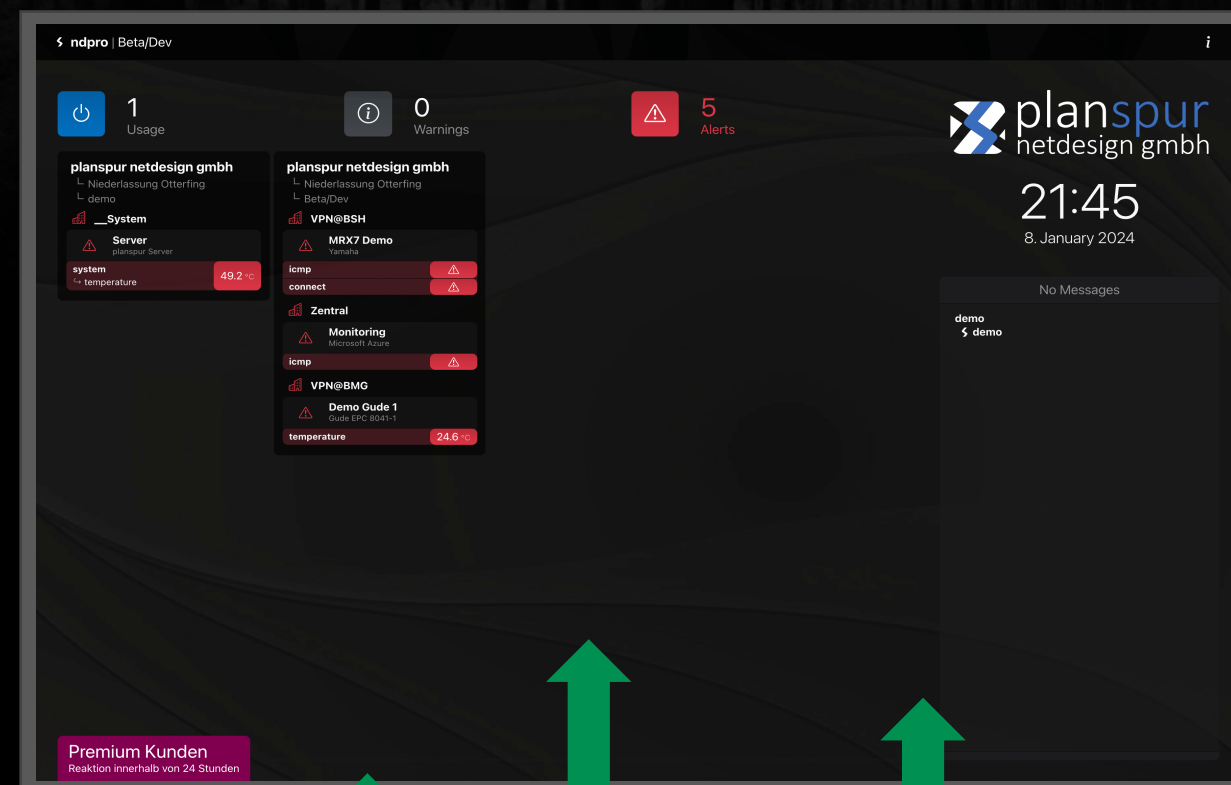 ndpro | Beta/Dev
i
1
Usage
0
Warnings
5
Alerts
planspur netdesign gmbh
Niederlassung Otterfing
demo
__System
Server
planspur Server
system
temperature
49.2 °C
planspur netdesign gmbh
Niederlassung Otterfing
Beta/Dev
VPN@BSH
MRX7 Demo
Yamaha
icmp
connect
Zentral
Monitoring
Microsoft Azure
icmp
VPN@BMG
Demo Gude 1
Gude EPC 8041-1
temperature 24.6 °C
planspur
netdesign gmbh
21:45
8. January 2024
No Messages
demo
demo
Premium Kunden
Reaktion innerhalb von 24 Stunden